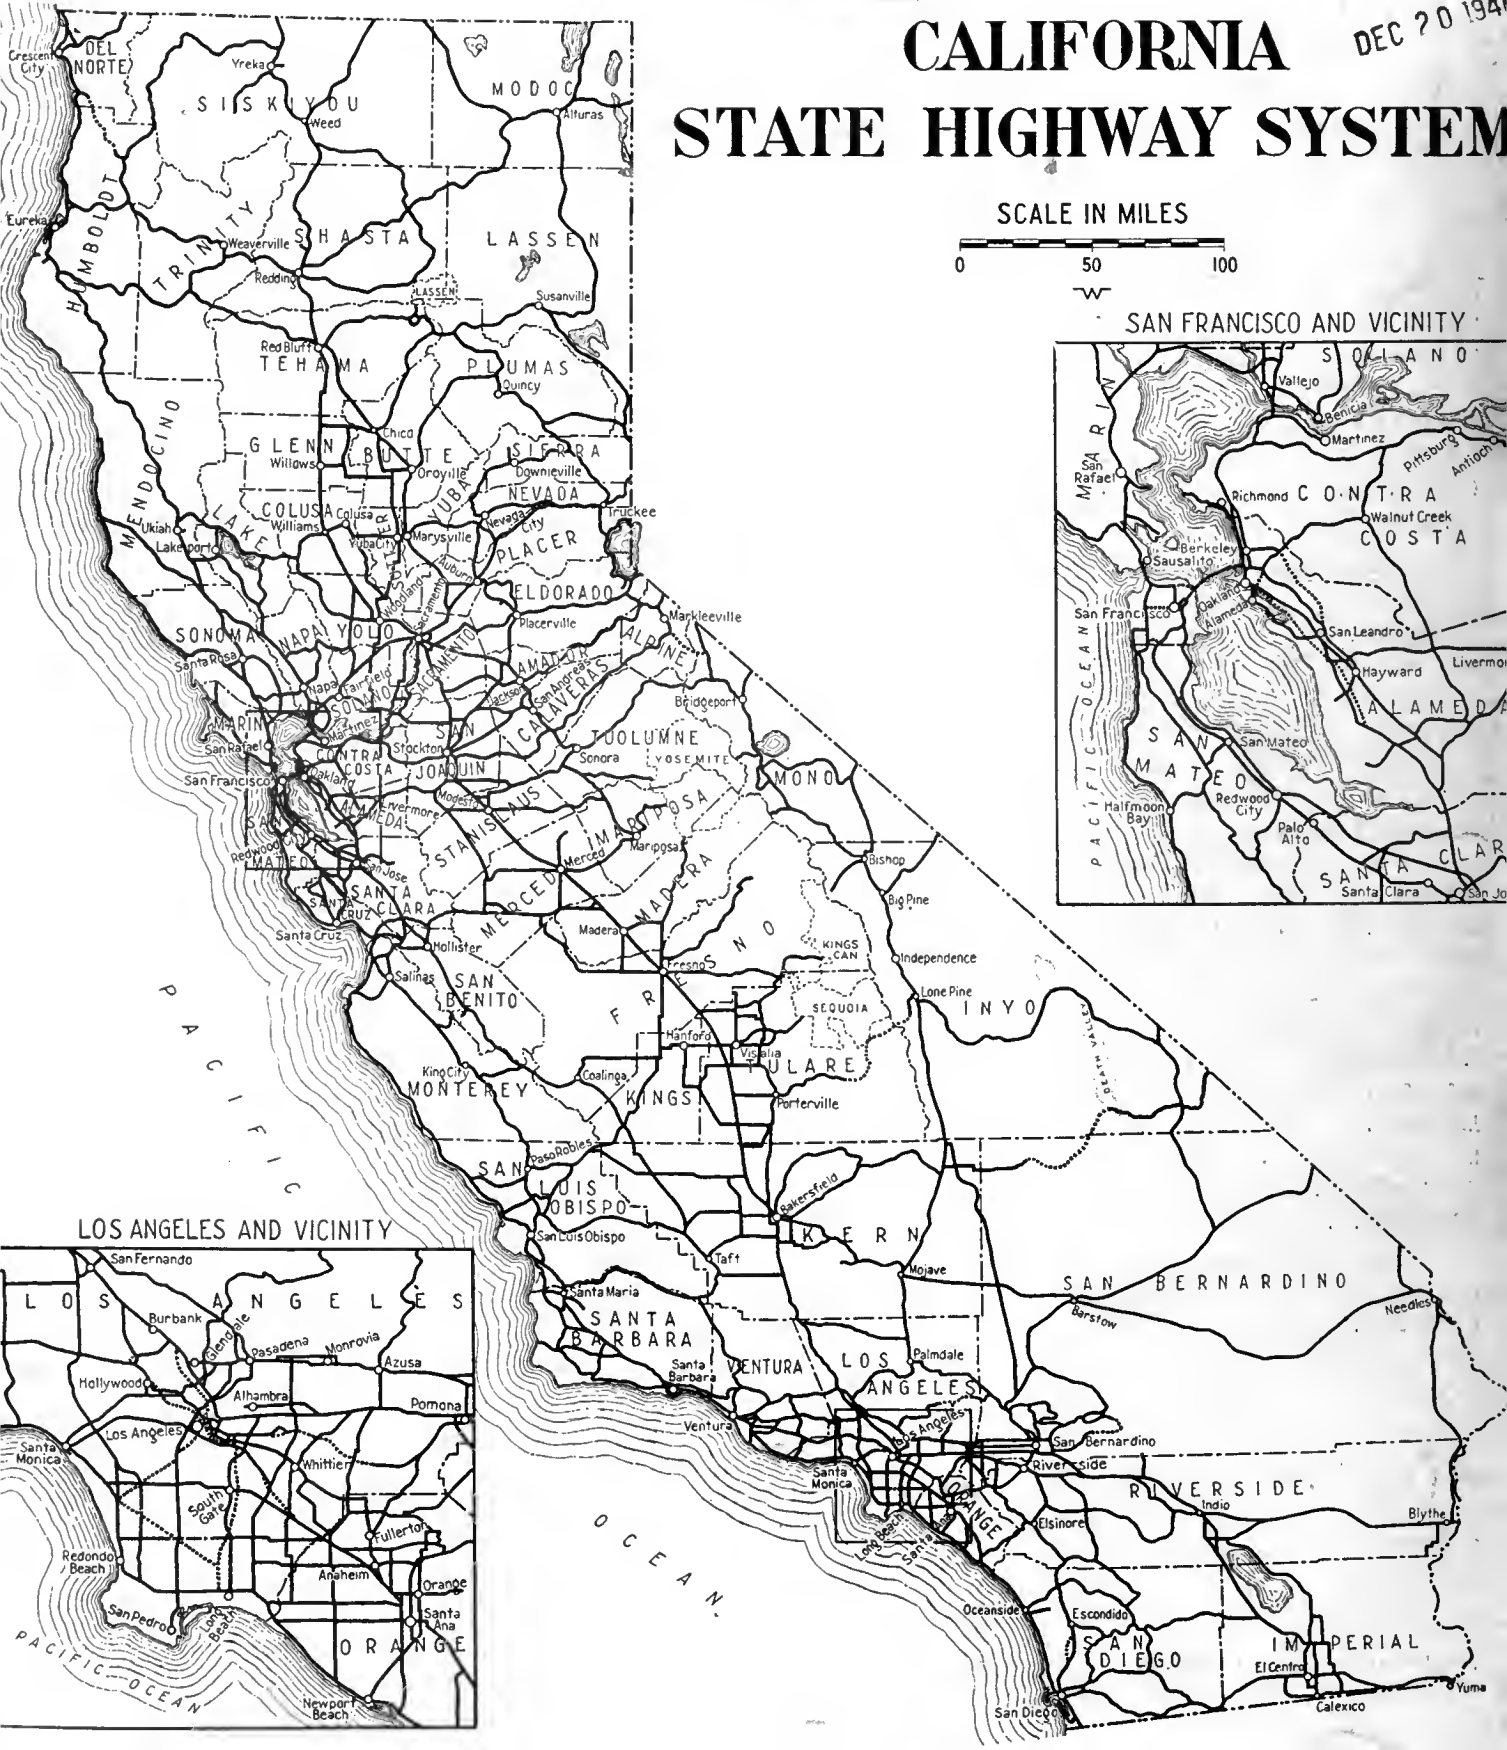 CALIFORNIA
STATE HIGHWAY SYSTEM
DEC 20 194
SCALE IN MILES
0 50 100
Crescent City
DEL NORTE
Yreka
SISKIYOU
Weed
MODOC
Alturas
HUMBOLDT
Eureka
TRINITY
Weaverville
SHASTA
Redding
LASSEN
LASSEN
Susanville
Red Bluff
TEHAMA
PLUMAS
Quincy
MENDOCINO
GLENN
Willows
Chico
BUTTE
Oroville
SIERRA
Downieville
YUBA
NEVADA
Nevada City
Truckee
COLUSA
Colusa
Williams
Ukiah
LAKE
Lakeport
Yuba City
SUTTER
Marysville
PLACER
Auburn
Woodland
Sacramento
ELDORADO
Placerville
Markleeville
SONOMA
NAPA
YOLO
Santa Rosa
Napa
Fairfield
SOLANO
SACRAMENTO
AMADOR
ALPINE
Jackson
San Andreas
CALAVERAS
Bridgeport
MARIN
Martinez
San Rafael
CONTRA COSTA
Stockton
SAN JOAQUIN
TUOLUMNE
Sonora
YOSEMITE
MONO
San Francisco
Oakland
ALAMEDA
Livermore
Modesto
STANISLAUS
MARIPOSA
Mariposa
SAN MATEO
Redwood City
San Jose
SANTA CLARA
SANTA CRUZ
Santa Cruz
Merced
MERCED
MADERA
Madera
Bishop
Big Pine
Hollister
Salinas
SAN BENITO
FRESNO
Fresno
KINGS CAN
Independence
SEQUOIA
Lone Pine
INYO
DEATH VALLEY
Hanford
Visalia
TULARE
King City
MONTEREY
Coalinga
KINGS
Porterville
PACIFIC
OCEAN.
SAN LUIS OBISPO
Paso Robles
San Luis Obispo
Bakersfield
KERN
Taft
Mojave
SAN BERNARDINO
Barstow
Needles
Santa Maria
SANTA BARBARA
Santa Barbara
VENTURA
Ventura
LOS ANGELES
Palmdale
Los Angeles
San Bernardino
Riverside
Santa Monica
RIVERSIDE
ORANGE
Long Beach
Santa Ana
Elsinore
Indio
Blythe
Oceanside
Escondido
SAN DIEGO
San Diego
IMPERIAL
El Centro
Calexico
Yuma
SAN FRANCISCO AND VICINITY
SOLANO
Vallejo
Benicia
Martinez
Pittsburg
Antioch
MARIN
San Rafael
Richmond
CONTRA COSTA
Walnut Creek
Berkeley
Sausalito
San Francisco
Oakland
Alameda
San Leandro
Hayward
Livermo
ALAMEDA
PACIFIC OCEAN
SAN MATEO
San Mateo
Halfmoon Bay
Redwood City
Palo Alto
SANTA CLAR
Santa Clara
San Jo
LOS ANGELES AND VICINITY
San Fernando
LOS ANGELES
Burbank
Glendale
Pasadena
Monrovia
Azusa
Hollywood
Alhambra
Pomona
Los Angeles
Santa Monica
Whittier
South Gate
Fullerton
Redondo Beach
Anaheim
Orange
San Pedro
Long Beach
Santa Ana
ORANGE
PACIFIC OCEAN
Newport Beach